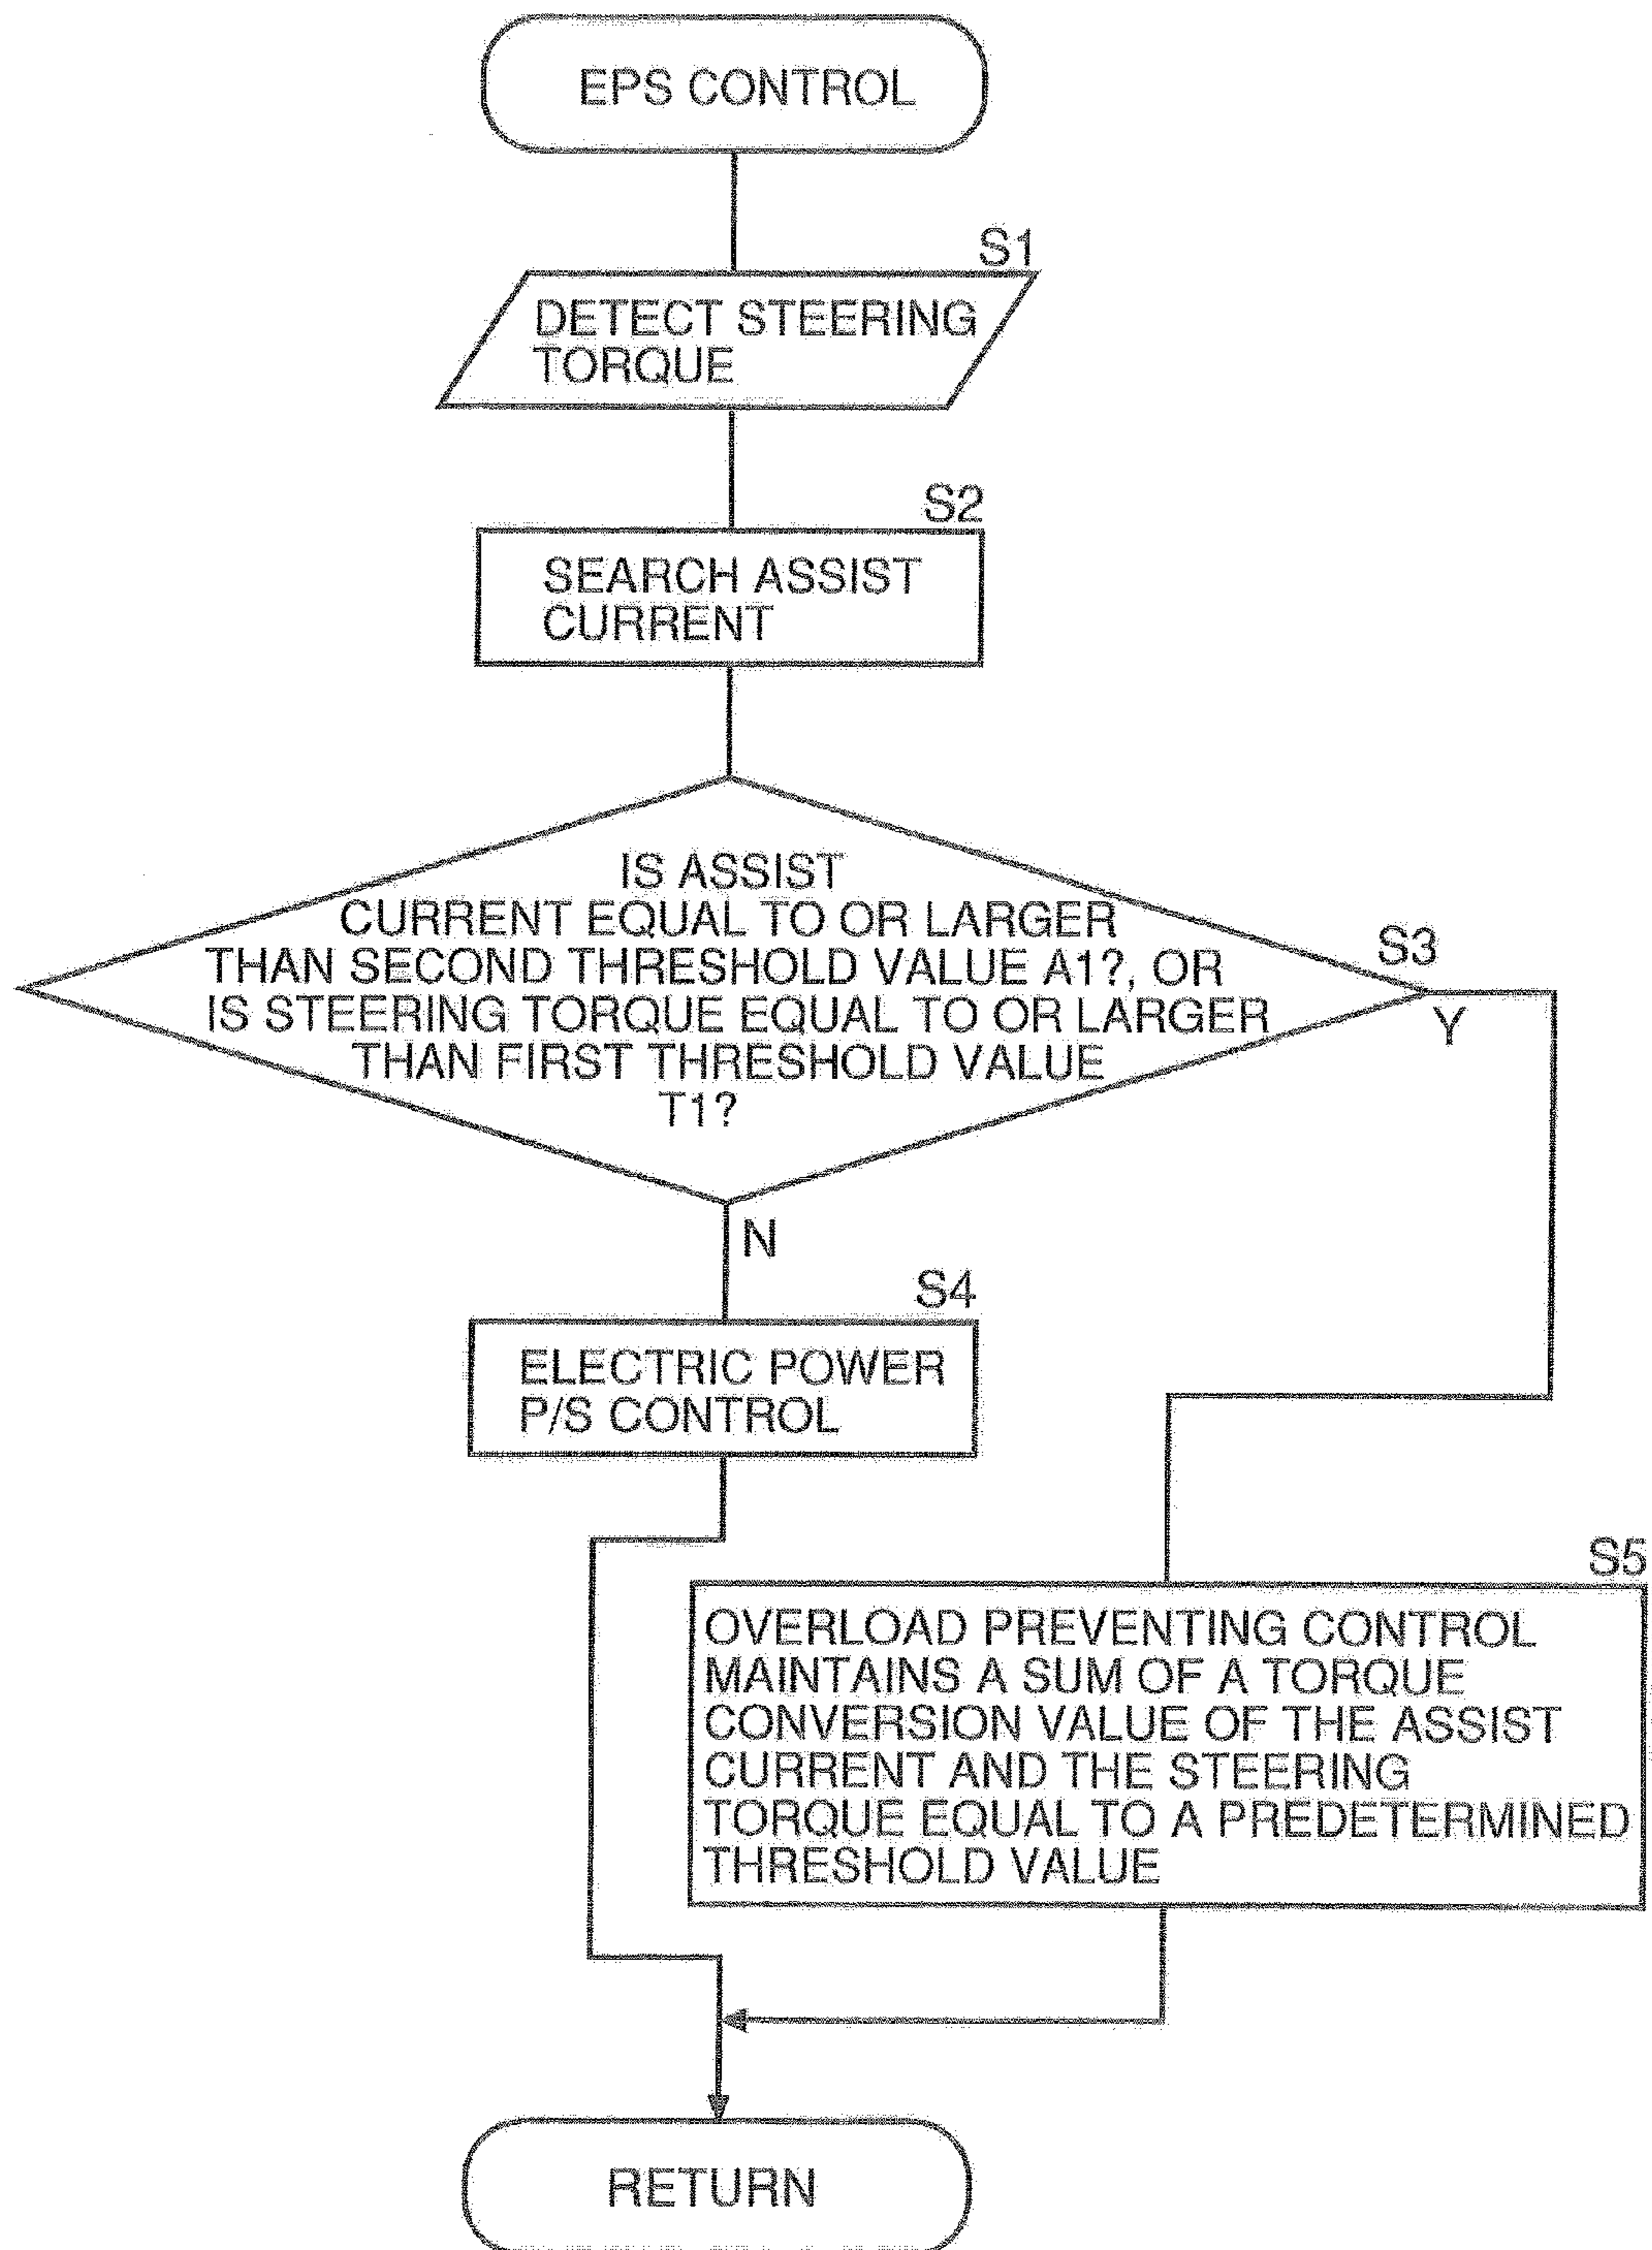 EPS CONTROL
S1
DETECT STEERING
TORQUE
S2
SEARCH ASSIST
CURRENT
IS ASSIST
CURRENT EQUAL TO OR LARGER
THAN SECOND THRESHOLD VALUE A1?, OR
IS STEERING TORQUE EQUAL TO OR LARGER
THAN FIRST THRESHOLD VALUE
T1?
S3
Y
N
S4
ELECTRIC POWER
P/S CONTROL
S5
OVERLOAD PREVENTING CONTROL
MAINTAINS A SUM OF A TORQUE
CONVERSION VALUE OF THE ASSIST
CURRENT AND THE STEERING
TORQUE EQUAL TO A PREDETERMINED
THRESHOLD VALUE
RETURN